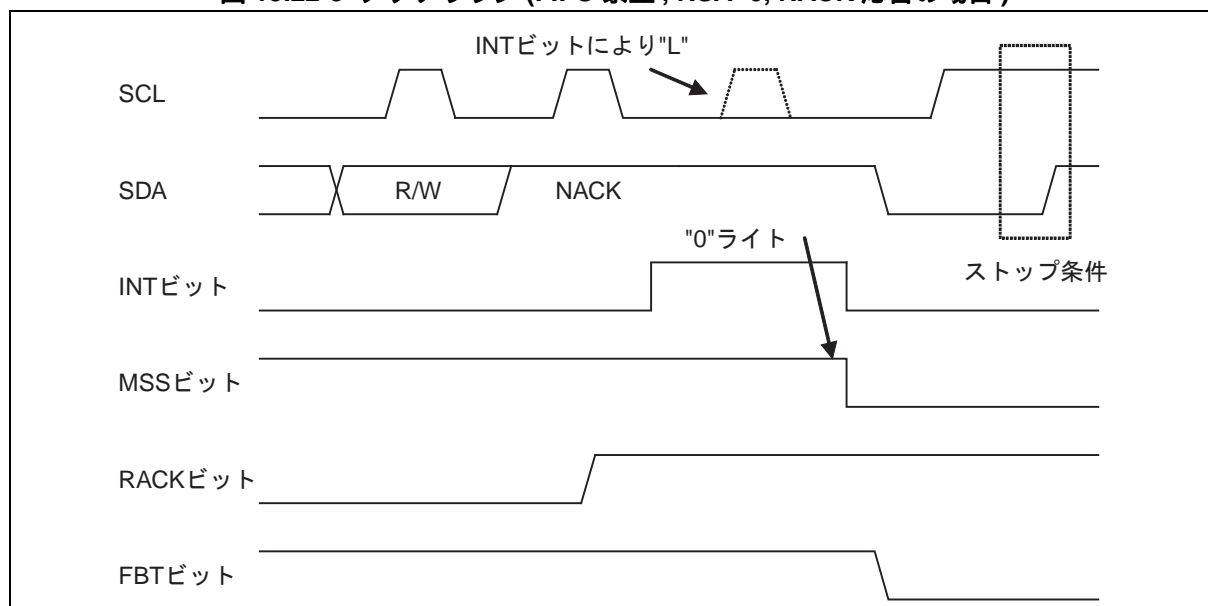 INTビットにより"L"
SCL
SDA
R/W
NACK
"0"ライト
ストップ条件
INTビット
MSSビット
RACKビット
FBTビット